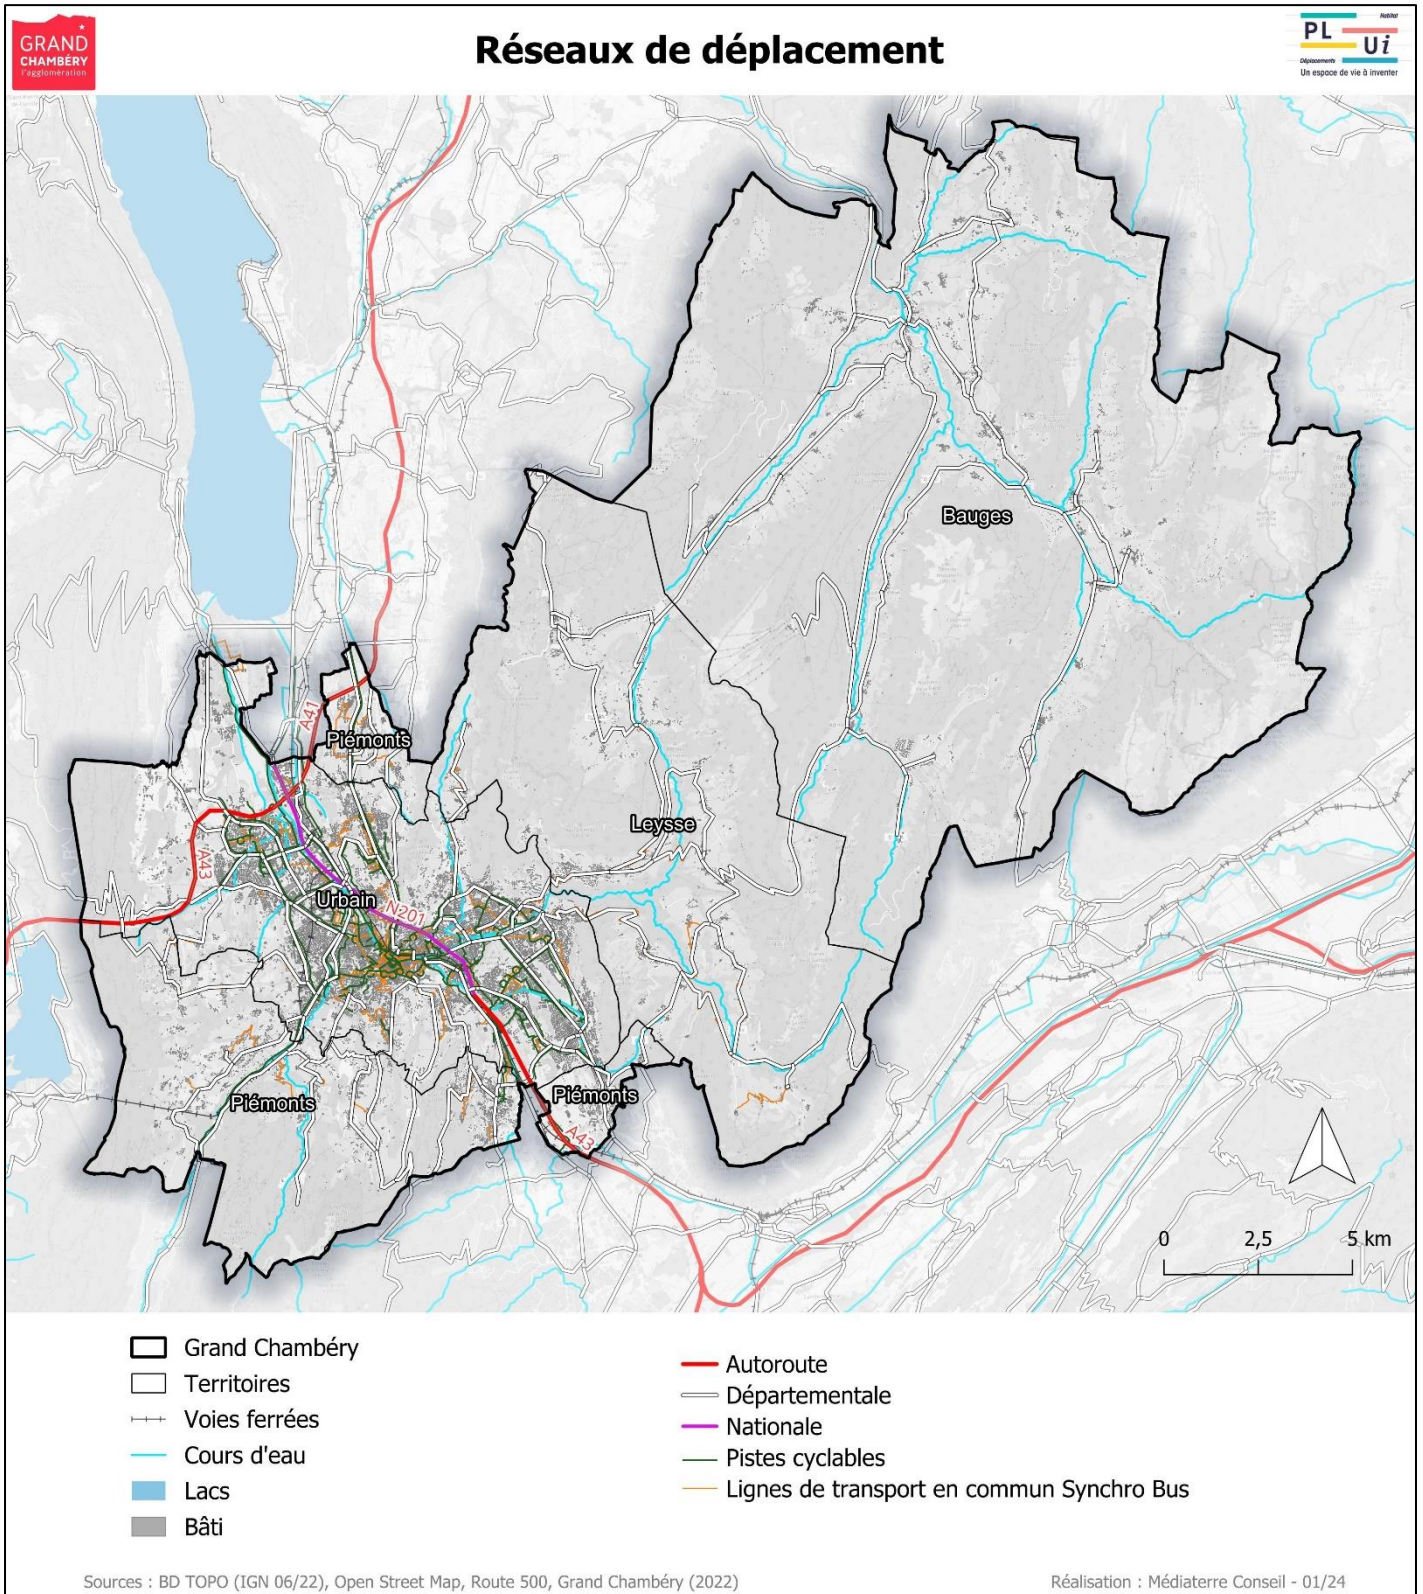 GRAND
CHAMBÉRY
l'agglomération
Réseaux de déplacement
Habitat
PL
Ui
Déplacements
Un espace de vie à inventer
Bauges
A41
Piémonts
Leysse
A43
Urbain
N201
Piémonts
Piémonts
A43
0 2,5 5 km
Grand Chambéry
Territoires
Voies ferrées
Cours d'eau
Lacs
Bâti
Autoroute
Départementale
Nationale
Pistes cyclables
Lignes de transport en commun Synchro Bus
Sources : BD TOPO (IGN 06/22), Open Street Map, Route 500, Grand Chambéry (2022)
Réalisation : Médiaterre Conseil - 01/24